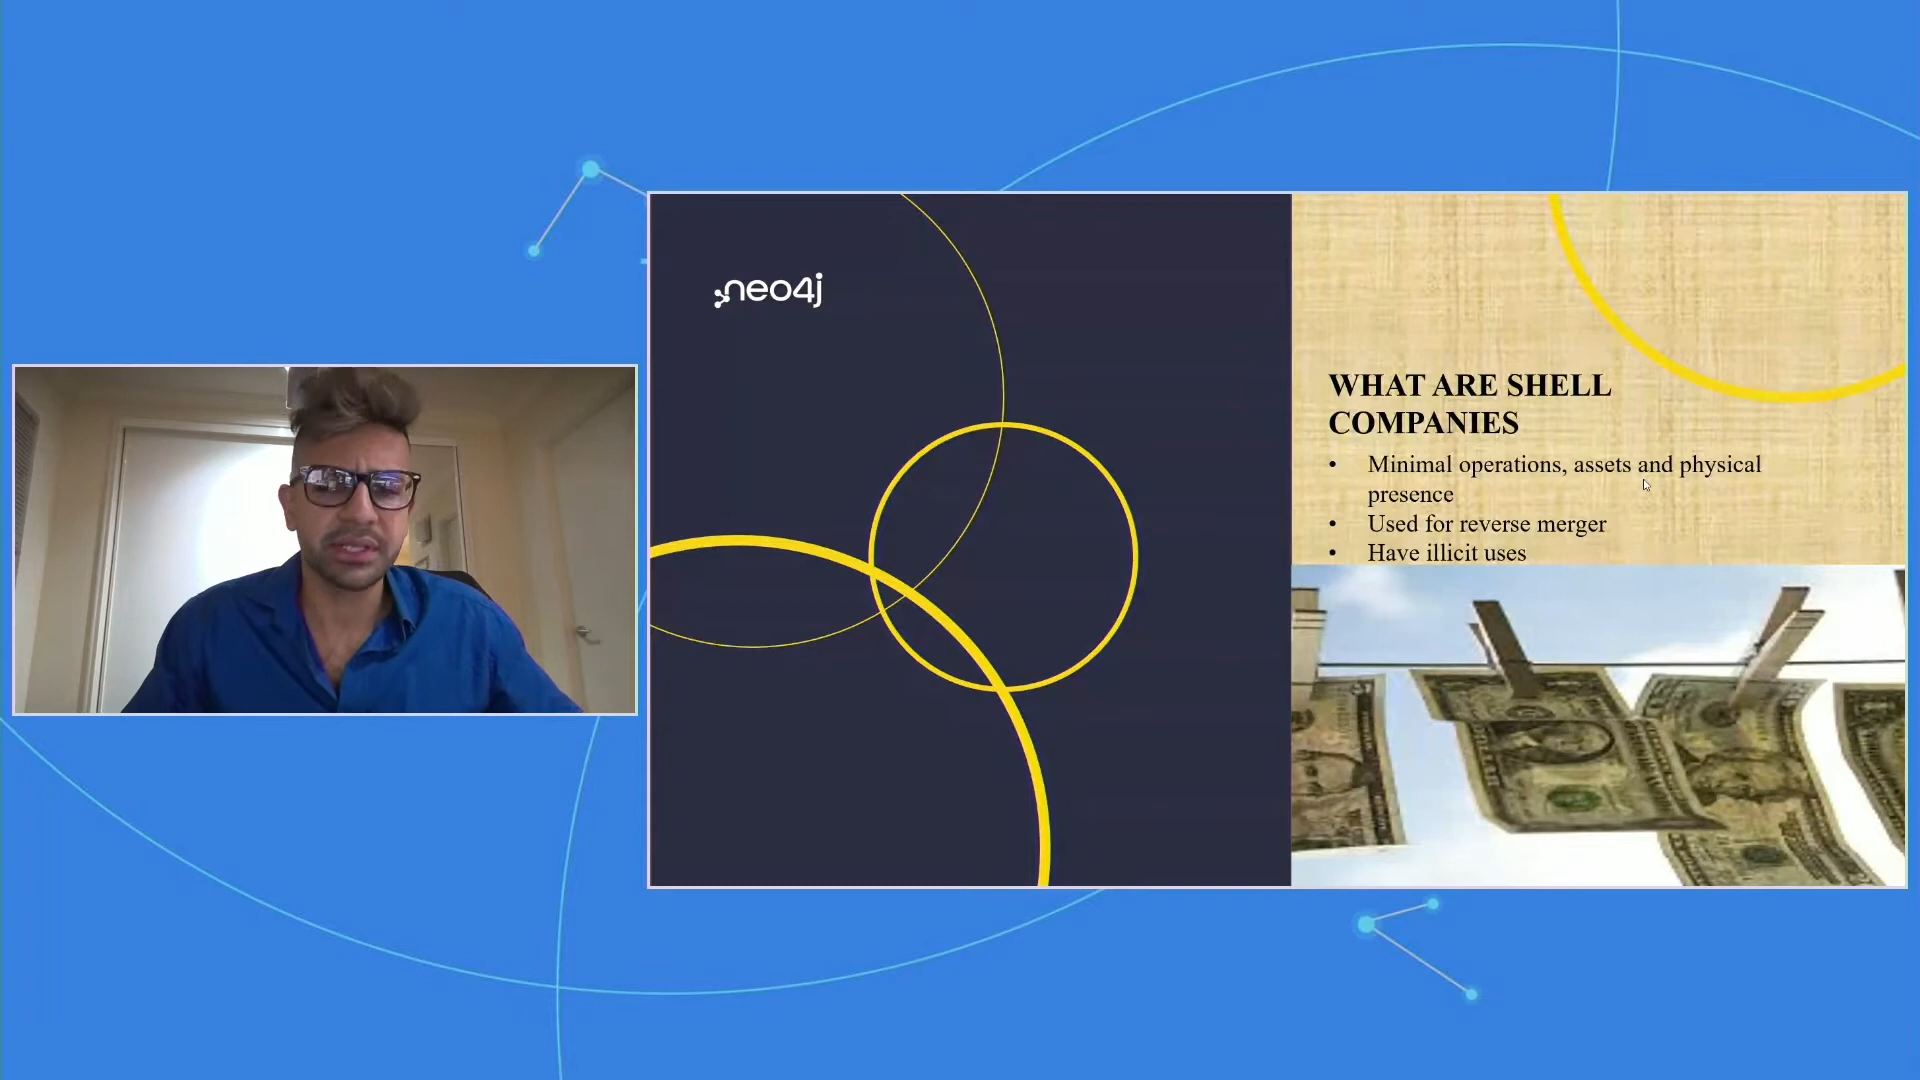 neo4j
WHAT ARE SHELL
COMPANIES
• Minimal operations, assets and physical
presence
• Used for reverse merger
• Have illicit uses